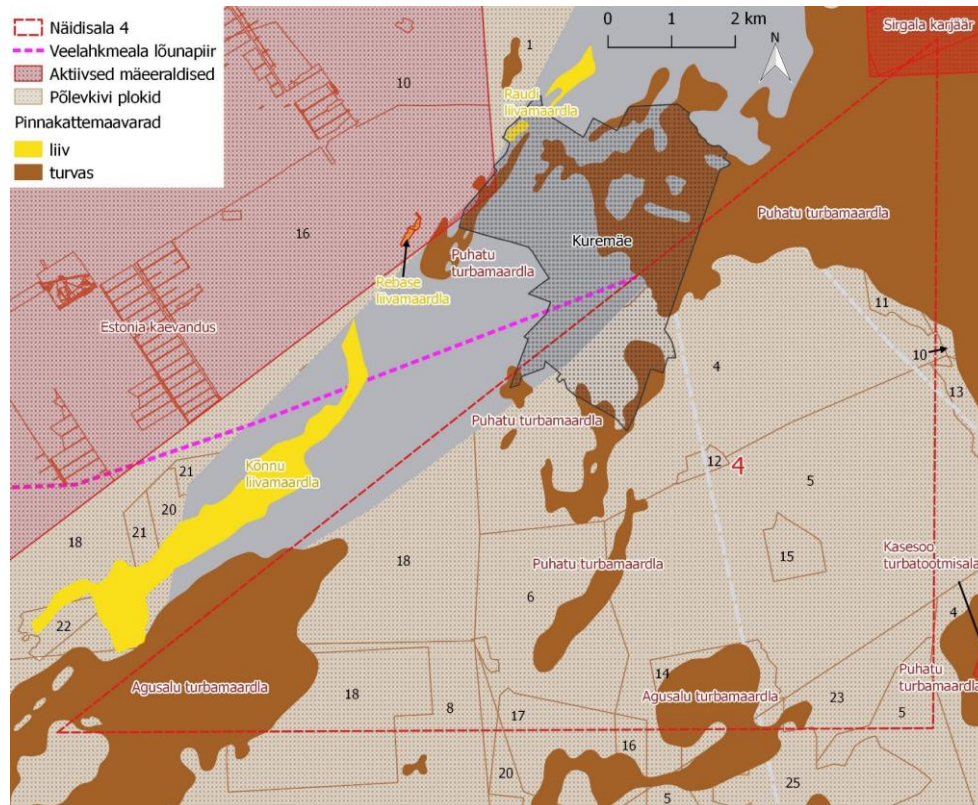 Näidisala 4
Veelahkmeala lõunapiir
Aktiivsed mäeeraldised
Põlevkivi plokid
Pinnakattemaavarad
liiv
turvas
0 1 2 km
N
Sirgala karjäär
1
10
Raudi
liivamaardla
16
Puhatu turbamaardla
Kuremäe
Puhatu
turbamaardla
Rebase
liivamaardla
11
Estonia kaevandus
10
4
13
Puhatu turbamaardla
12
4
Kõnnu
liivamaardla
21
5
20
21
18
18
15
Kasesoo
turbatootmisala
Puhatu turbamaardla
6
4
22
14
Puhatu
turbamaardla
Agusalu turbamaardla
18
Agusalu turbamaardla
23
8
17
5
16
20
25
5